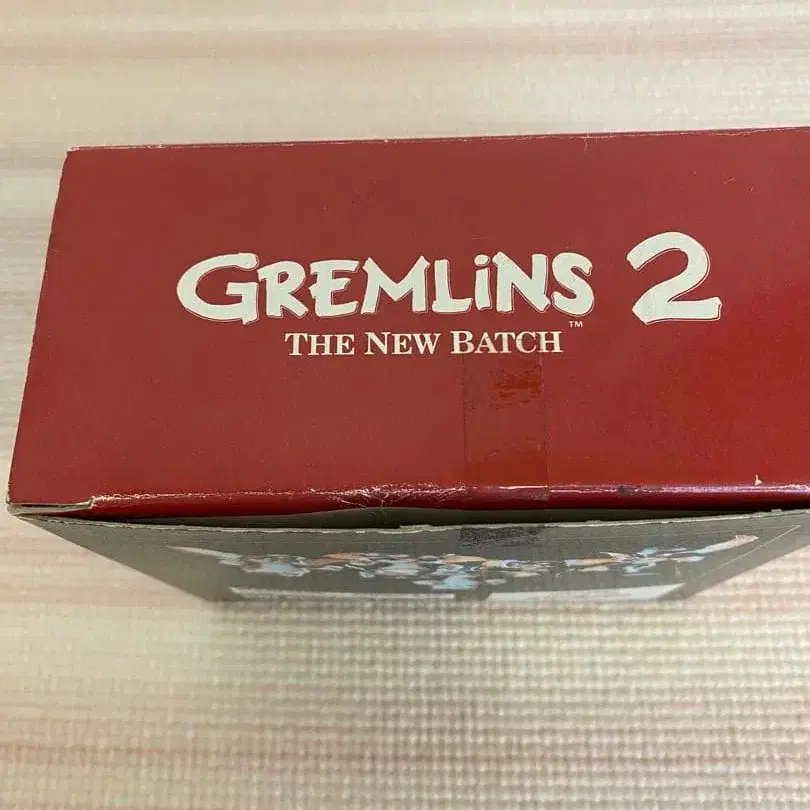 GREMLiNS 2
THE NEW BATCH™